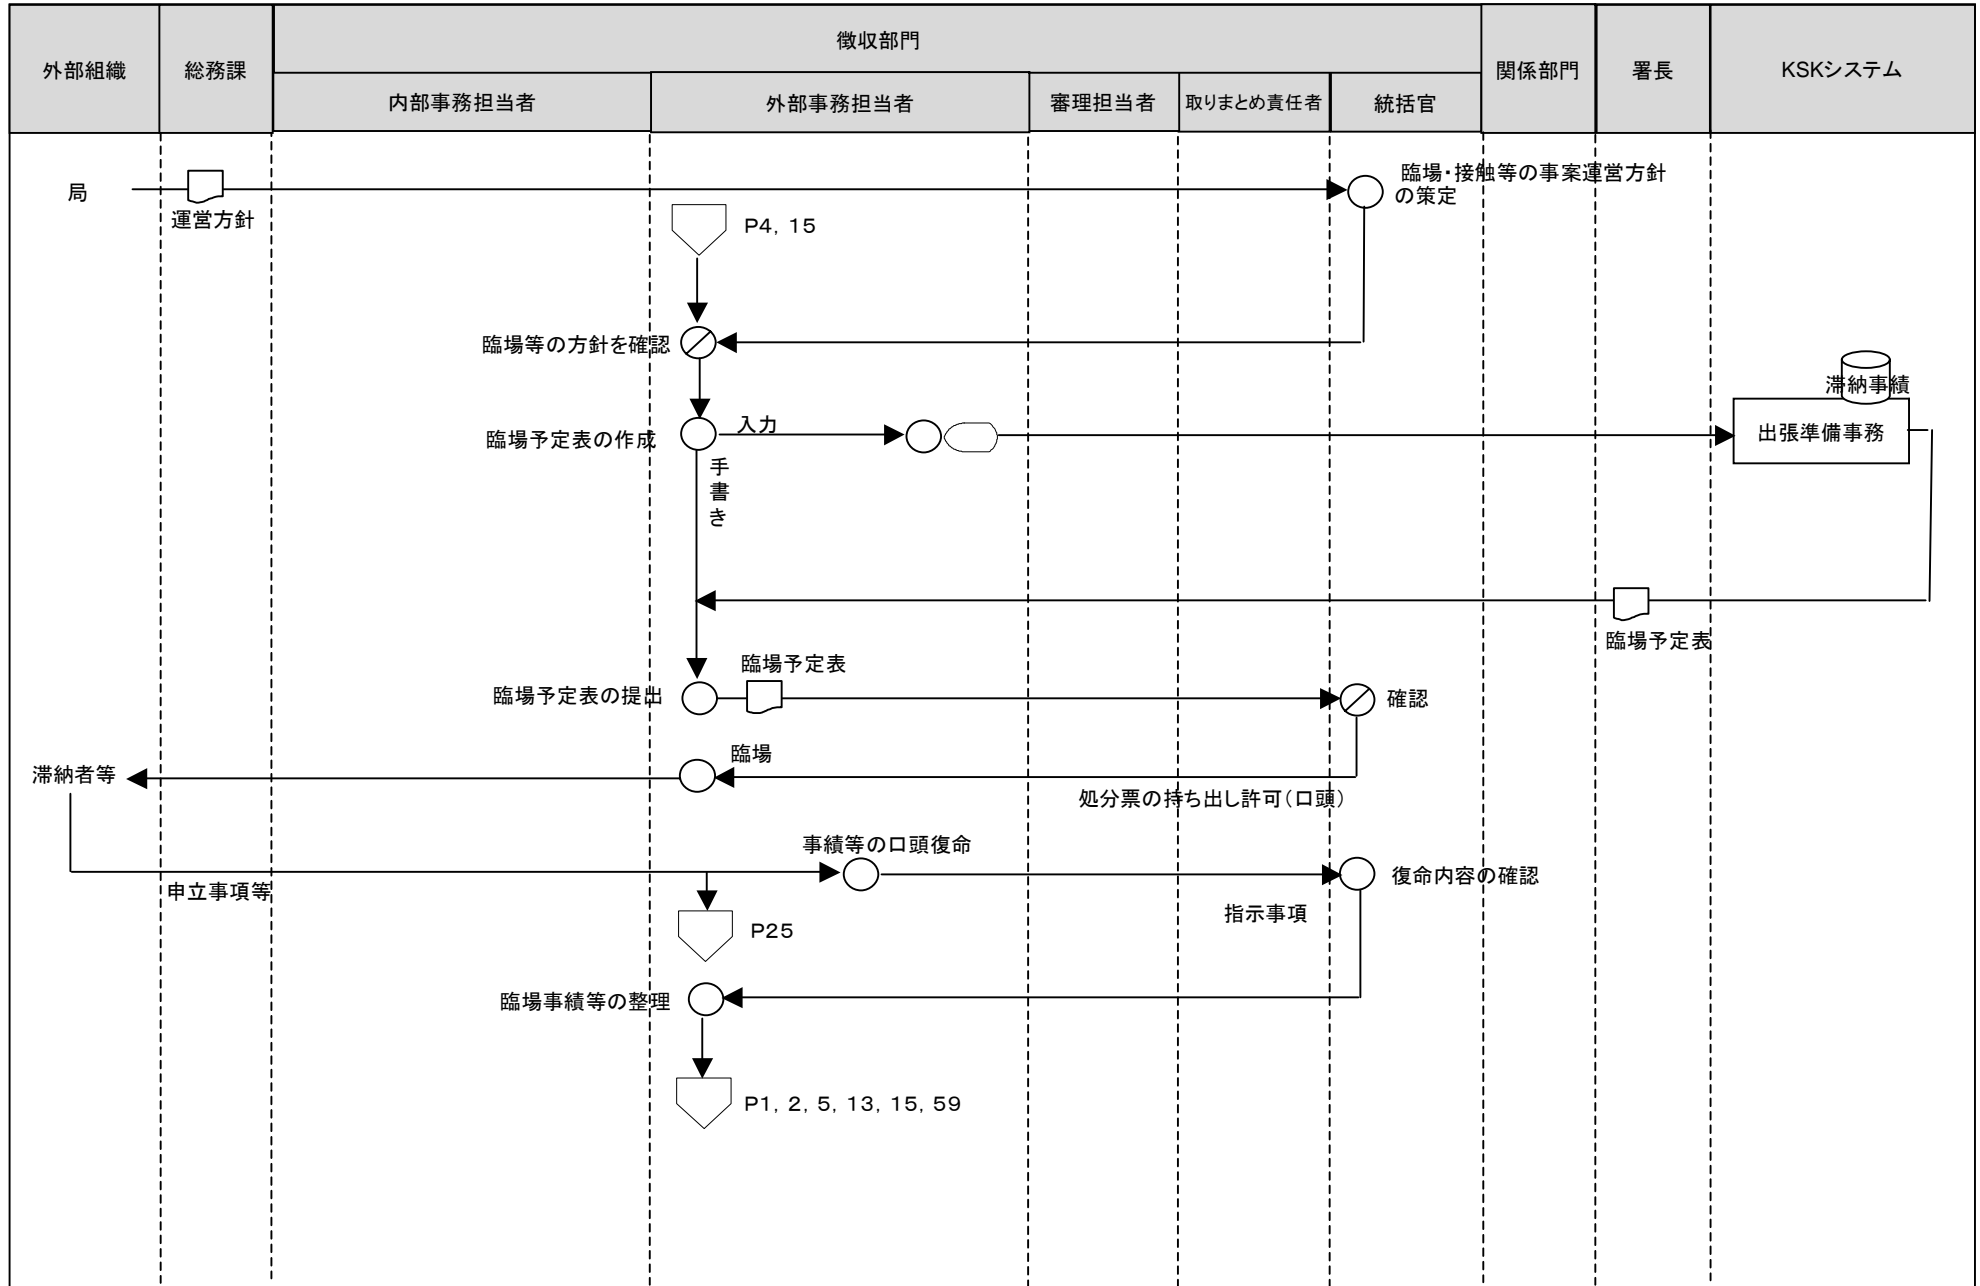 外部組織
総務課
徴収部門
内部事務担当者
外部事務担当者
審理担当者
取りまとめ責任者
統括官
関係部門
署長
KSKシステム
局
運営方針
臨場・接触等の事案運営方針
の策定
P4, 15
臨場等の方針を確認
滞納事績
臨場予定表の作成
入力
出張準備事務
手書き
臨場予定表
臨場予定表
臨場予定表の提出
確認
臨場
滞納者等
処分票の持ち出し許可(口頭)
事績等の口頭復命
申立事項等
復命内容の確認
指示事項
P25
臨場事績等の整理
P1, 2, 5, 13, 15, 59